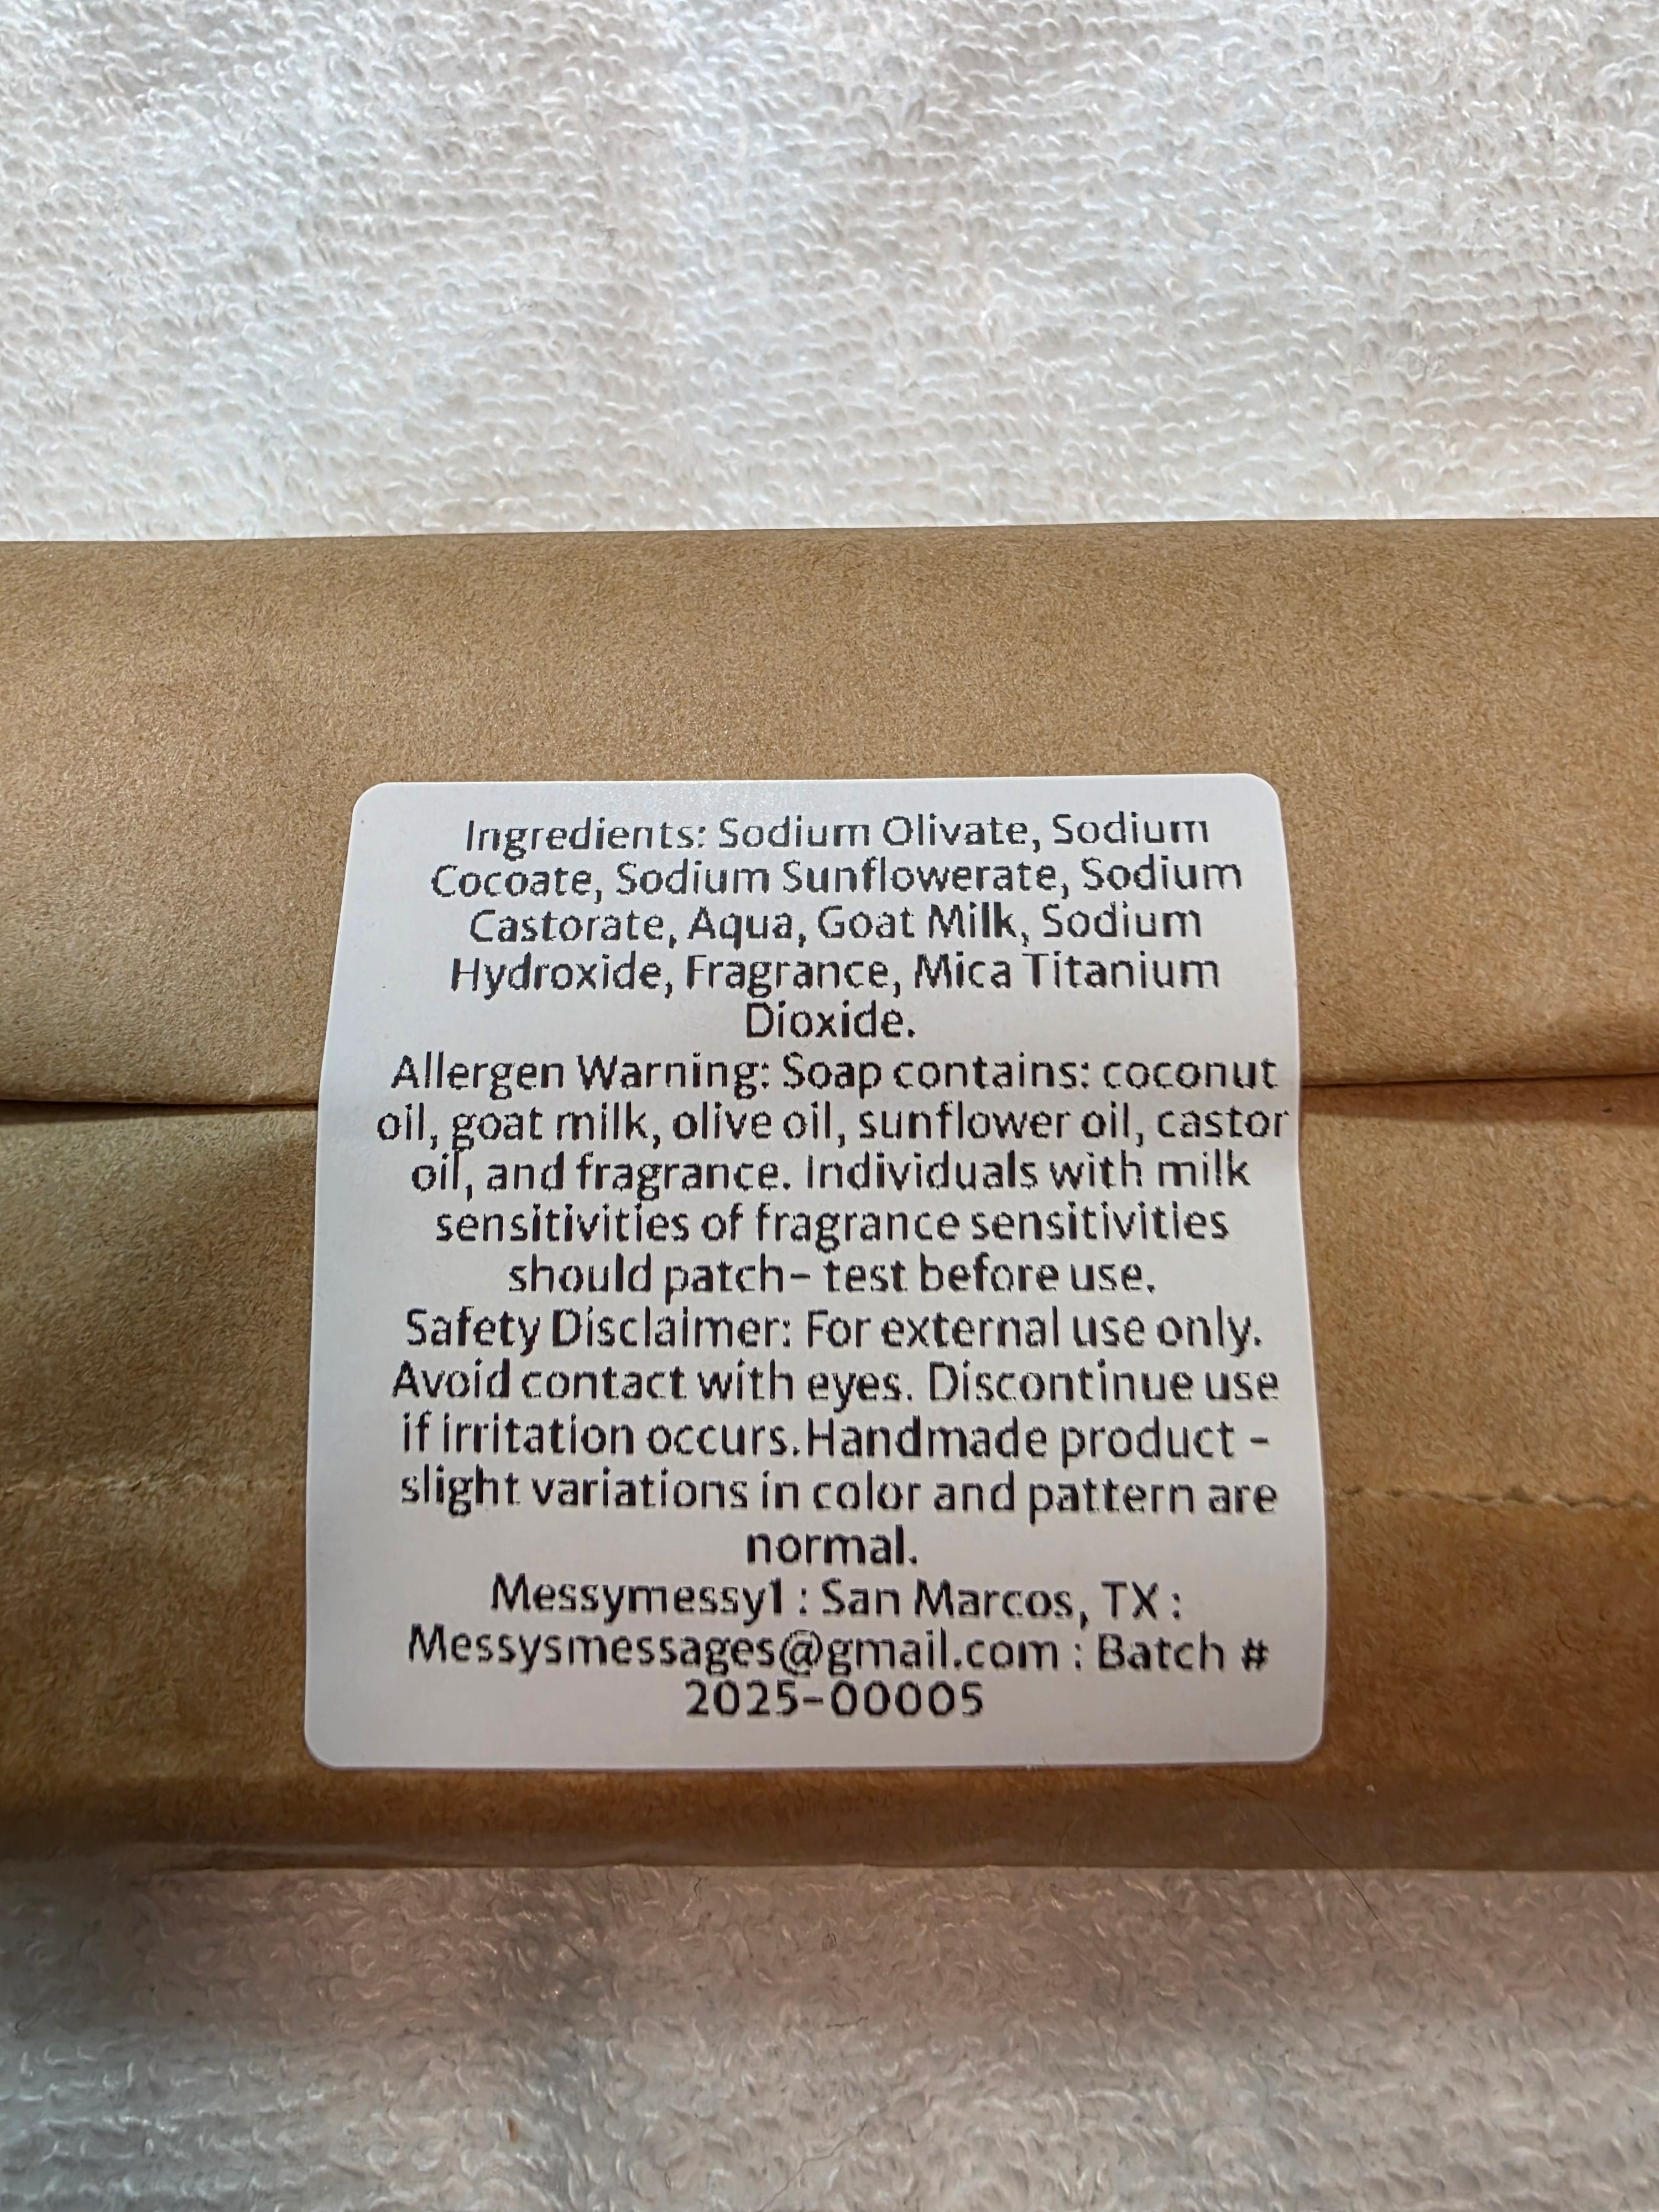 Ingredients: Sodium Olivate, Sodium
Cocoate, Sodium Sunflowerate, Sodium
Castorate, Aqua, Goat Milk, Sodium
Hydroxide, Fragrance, Mica Titanium
Dioxide.
Allergen Warning: Soap contains: coconut
oil, goat milk, olive oil, sunflower oil, castor
oil, and fragrance. Individuals with milk
sensitivities of fragrance sensitivities
should patch- test before use.
Safety Disclaimer: For external use only.
Avoid contact with eyes. Discontinue use
if irritation occurs.Handmade product -
slight variations in color and pattern are
normal.
Messymessy1 : San Marcos, TX :
Messysmessages@gmail.com : Batch #
2025-00005